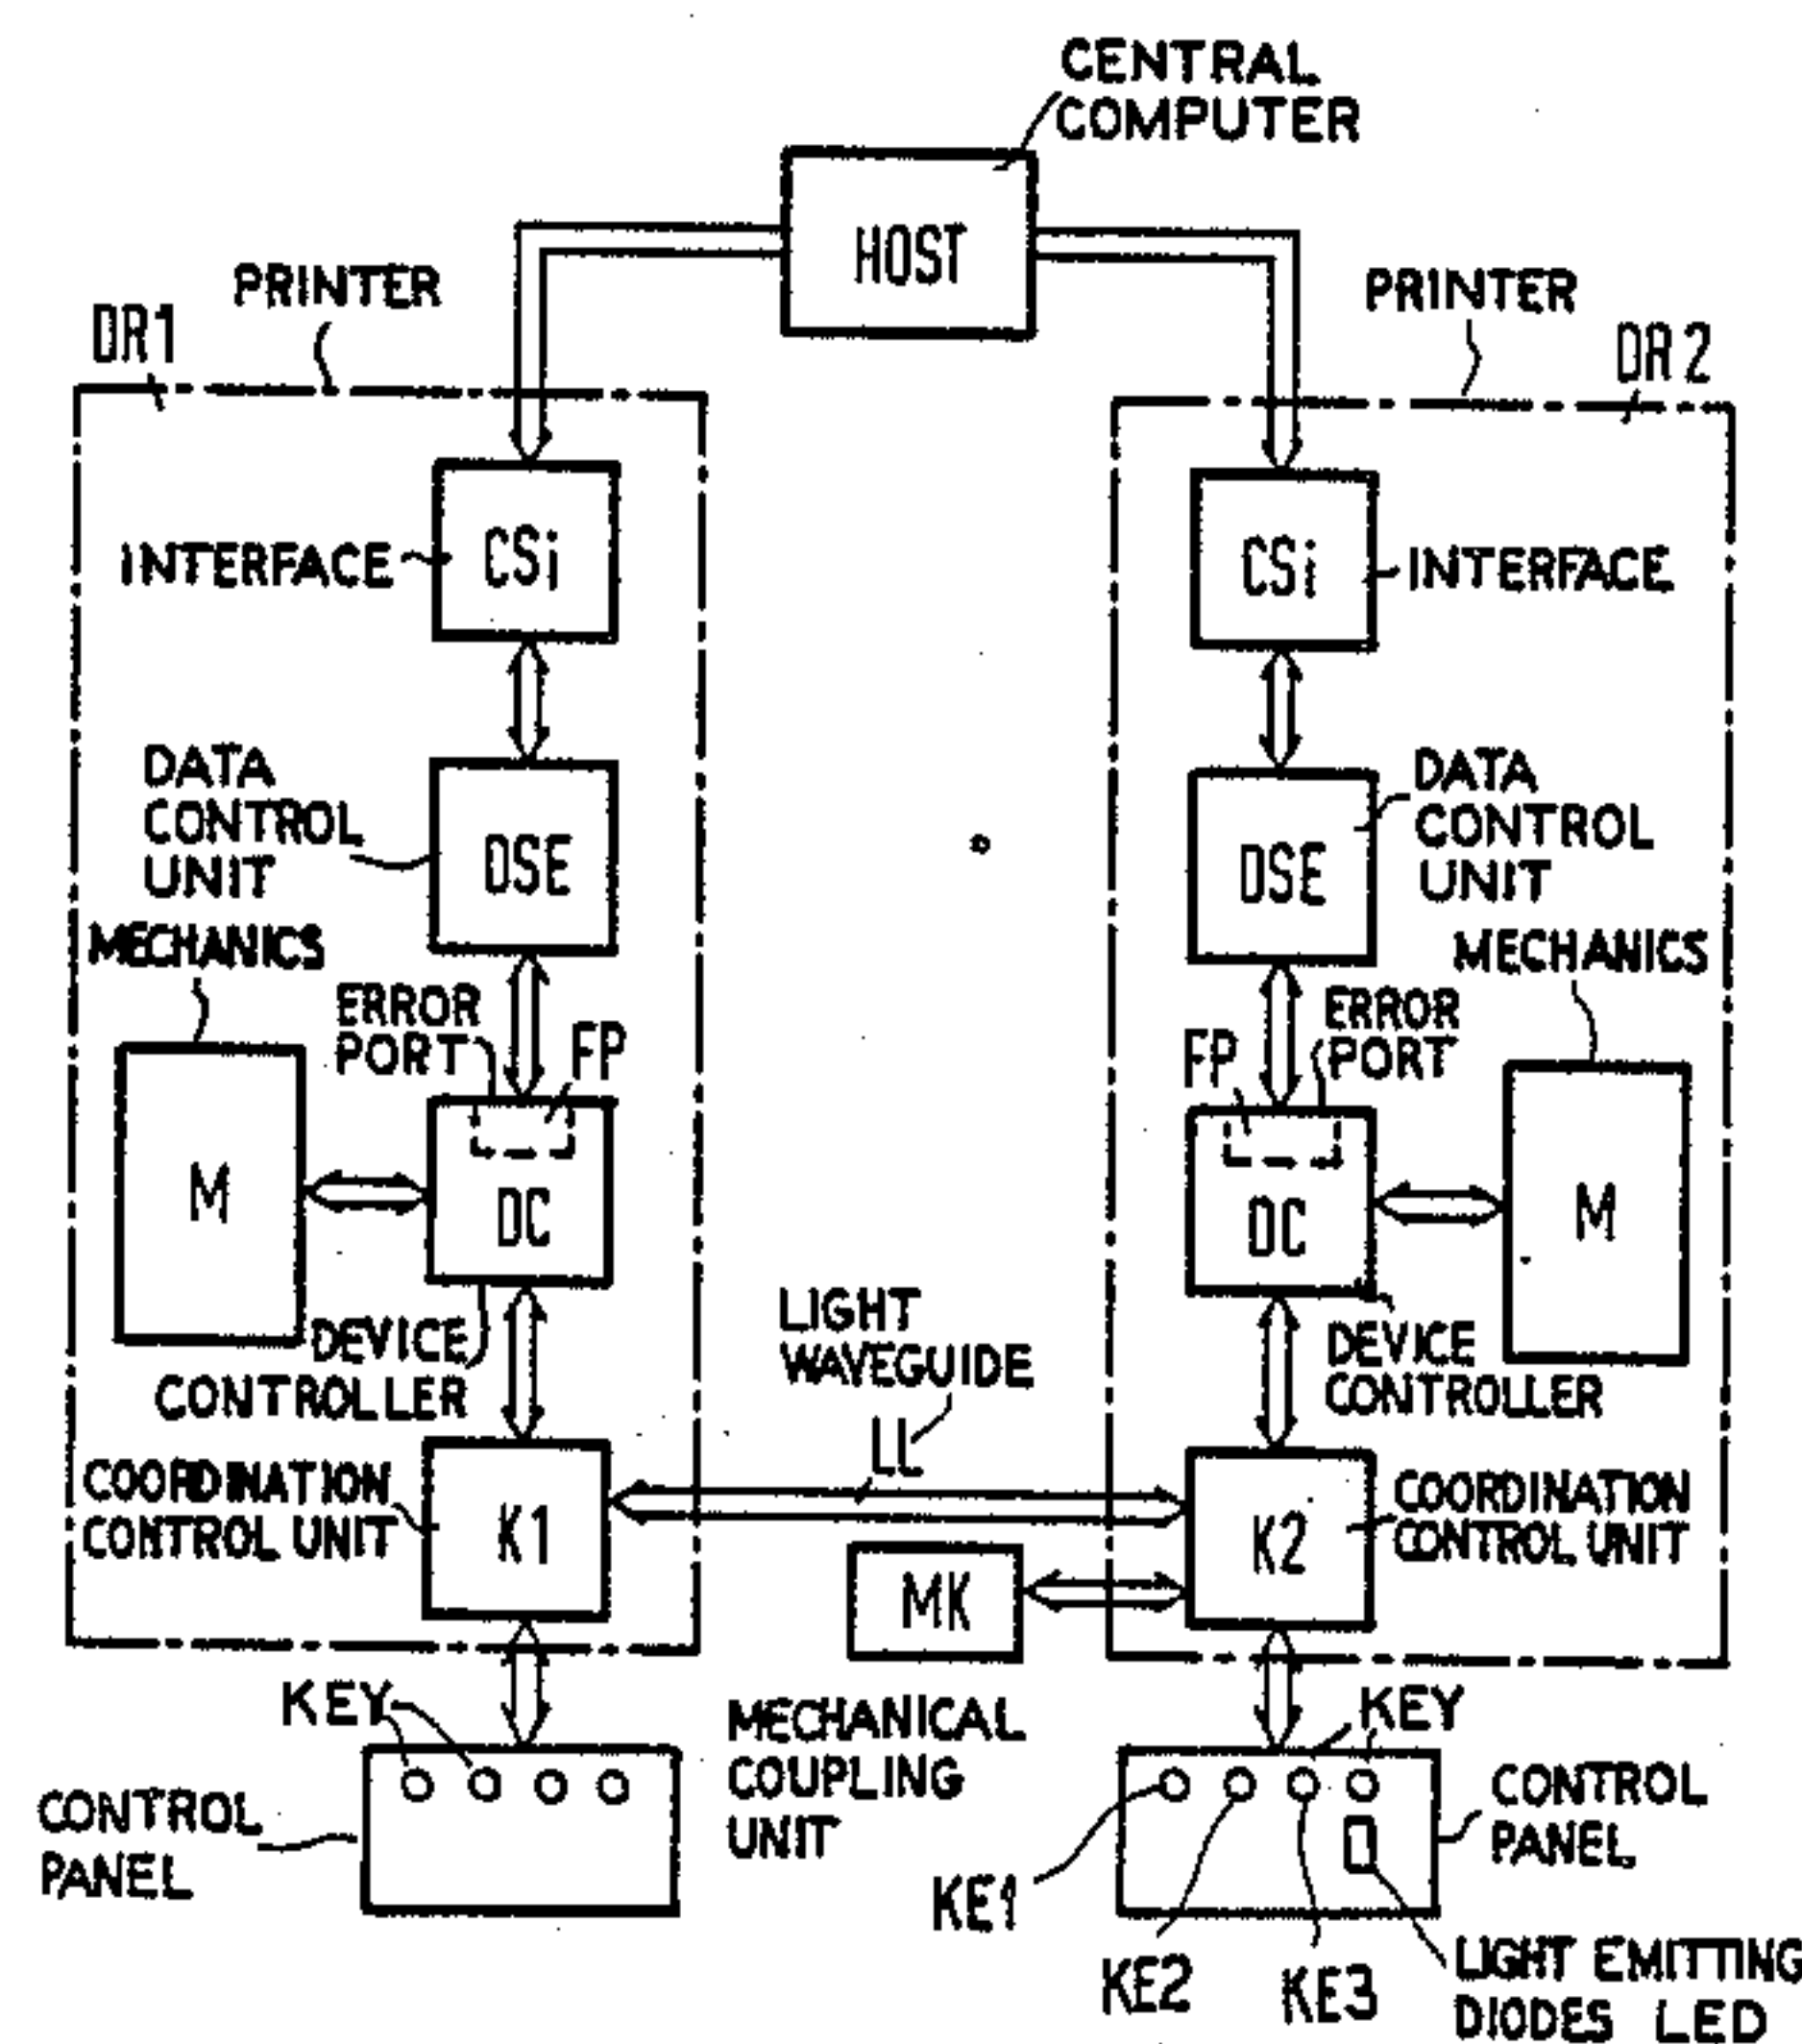 CENTRAL
COMPUTER
HOST
PRINTER
DR1
PRINTER
DR2
CSi
INTERFACE
CSi
INTERFACE
DATA
CONTROL
UNIT
DSE
DSE
DATA
CONTROL
UNIT
MECHANICS
ERROR
PORT
FP
MECHANICS
ERROR
PORT
FP
M
DC
DC
M
DEVICE
CONTROLLER
LIGHT
WAVEGUIDE
LL
DEVICE
CONTROLLER
COORDINATION
CONTROL UNIT
K1
K2
COORDINATION
CONTROL UNIT
MK
KEY
MECHANICAL
COUPLING
UNIT
KEY
CONTROL
PANEL
CONTROL
PANEL
KE1
KE2
KE3
LIGHT EMITTING
DIODES LED